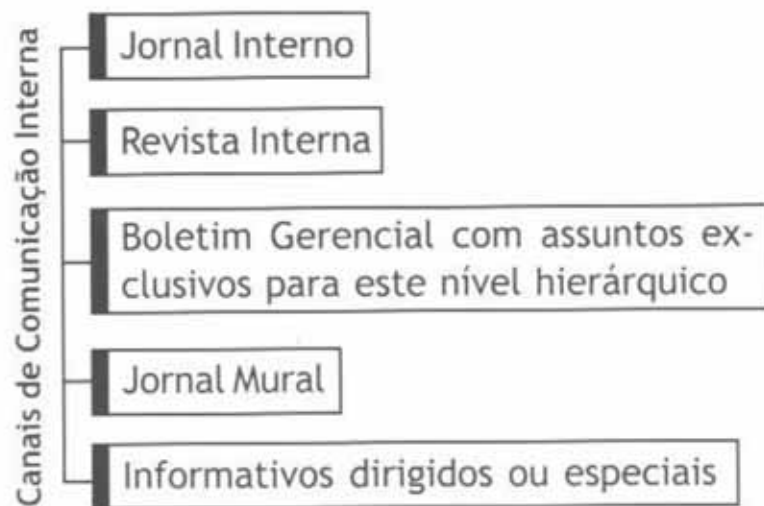 Canais de Comunicação Interna
Jornal Interno
Revista Interna
Boletim Gerencial com assuntos ex-
clusivos para este nível hierárquico
Jornal Mural
Informativos dirigidos ou especiais